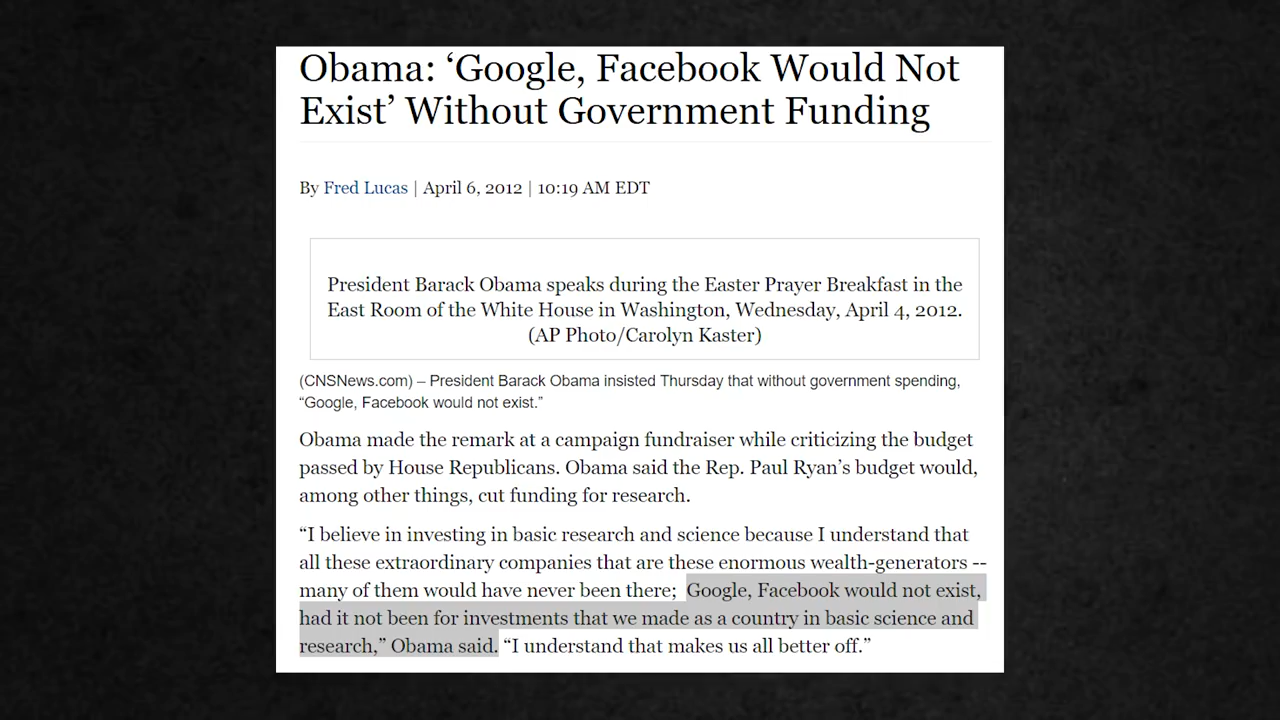 Obama: ‘Google, Facebook Would Not
Exist’ Without Government Funding
By Fred Lucas | April 6, 2012 | 10:19 AM EDT
President Barack Obama speaks during the Easter Prayer Breakfast in the
East Room of the White House in Washington, Wednesday, April 4, 2012.
(AP Photo/Carolyn Kaster)
(CNSNews.com) – President Barack Obama insisted Thursday that without government spending,
“Google, Facebook would not exist.”
Obama made the remark at a campaign fundraiser while criticizing the budget
passed by House Republicans. Obama said the Rep. Paul Ryan’s budget would,
among other things, cut funding for research.
“I believe in investing in basic research and science because I understand that
all these extraordinary companies that are these enormous wealth-generators --
many of them would have never been there; Google, Facebook would not exist,
had it not been for investments that we made as a country in basic science and
research,” Obama said. “I understand that makes us all better off.”